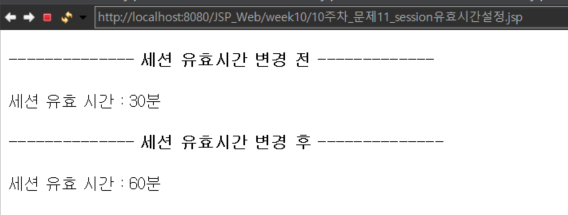 http://localhost:8080/JSP_Web/week10/10주차_문제11_session유효시간설정.jsp
-------------- 세션 유효시간 변경 전 -------------
세션 유효 시간 : 30분
-------------- 세션 유효시간 변경 후 --------------
세션 유효 시간 : 60분